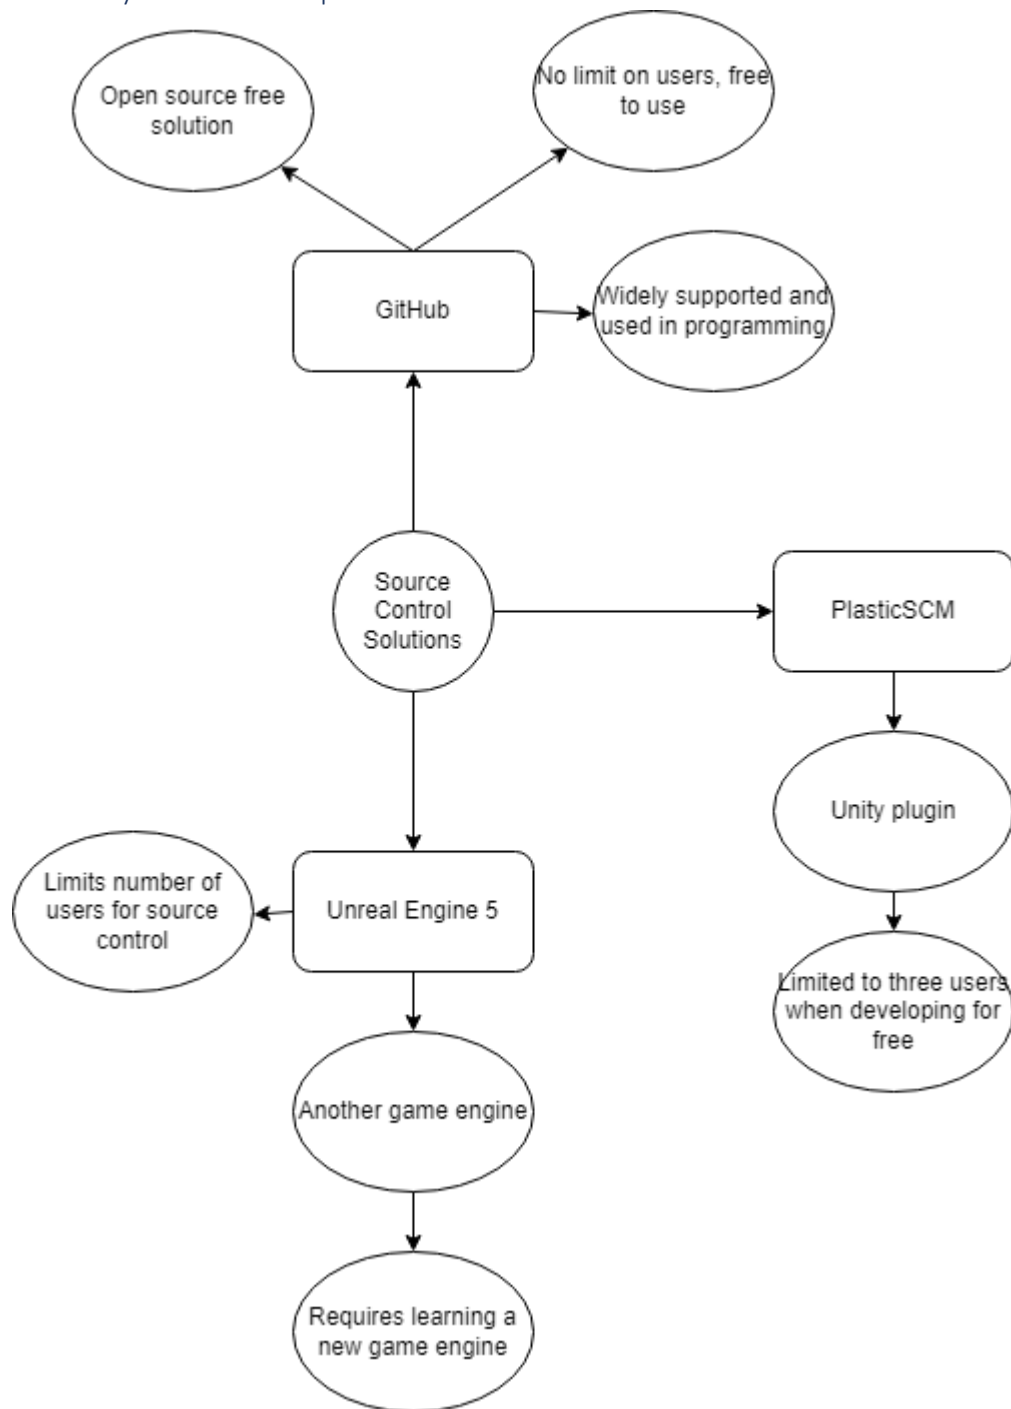 Open source free
solution
No limit on users, free
to use
GitHub
Widely supported and
used in programming
Source
Control
Solutions
PlasticSCM
Unity plugin
Limited to three users
when developing for
free
Limits number of
users for source
control
Unreal Engine 5
Another game engine
Requires learning a
new game engine